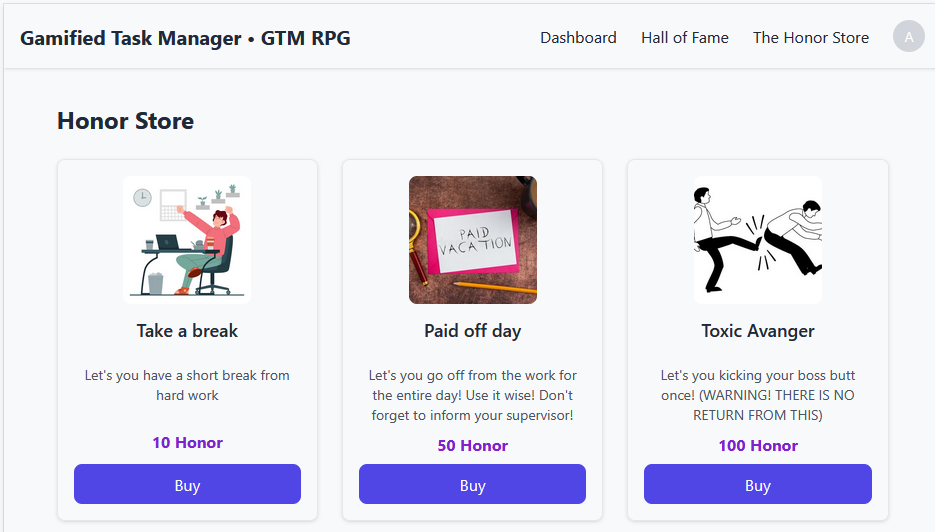 Gamified Task Manager • GTM RPG
Dashboard
Hall of Fame
The Honor Store
A
Honor Store
Take a break
Let's you have a short break from
hard work
10 Honor
Buy
PAID
VACATION
Paid off day
Let's you go off from the work for
the entire day! Use it wise! Don't
forget to inform your supervisor!
50 Honor
Buy
Toxic Avanger
Let's you kicking your boss butt
once! (WARNING! THERE IS NO
RETURN FROM THIS)
100 Honor
Buy